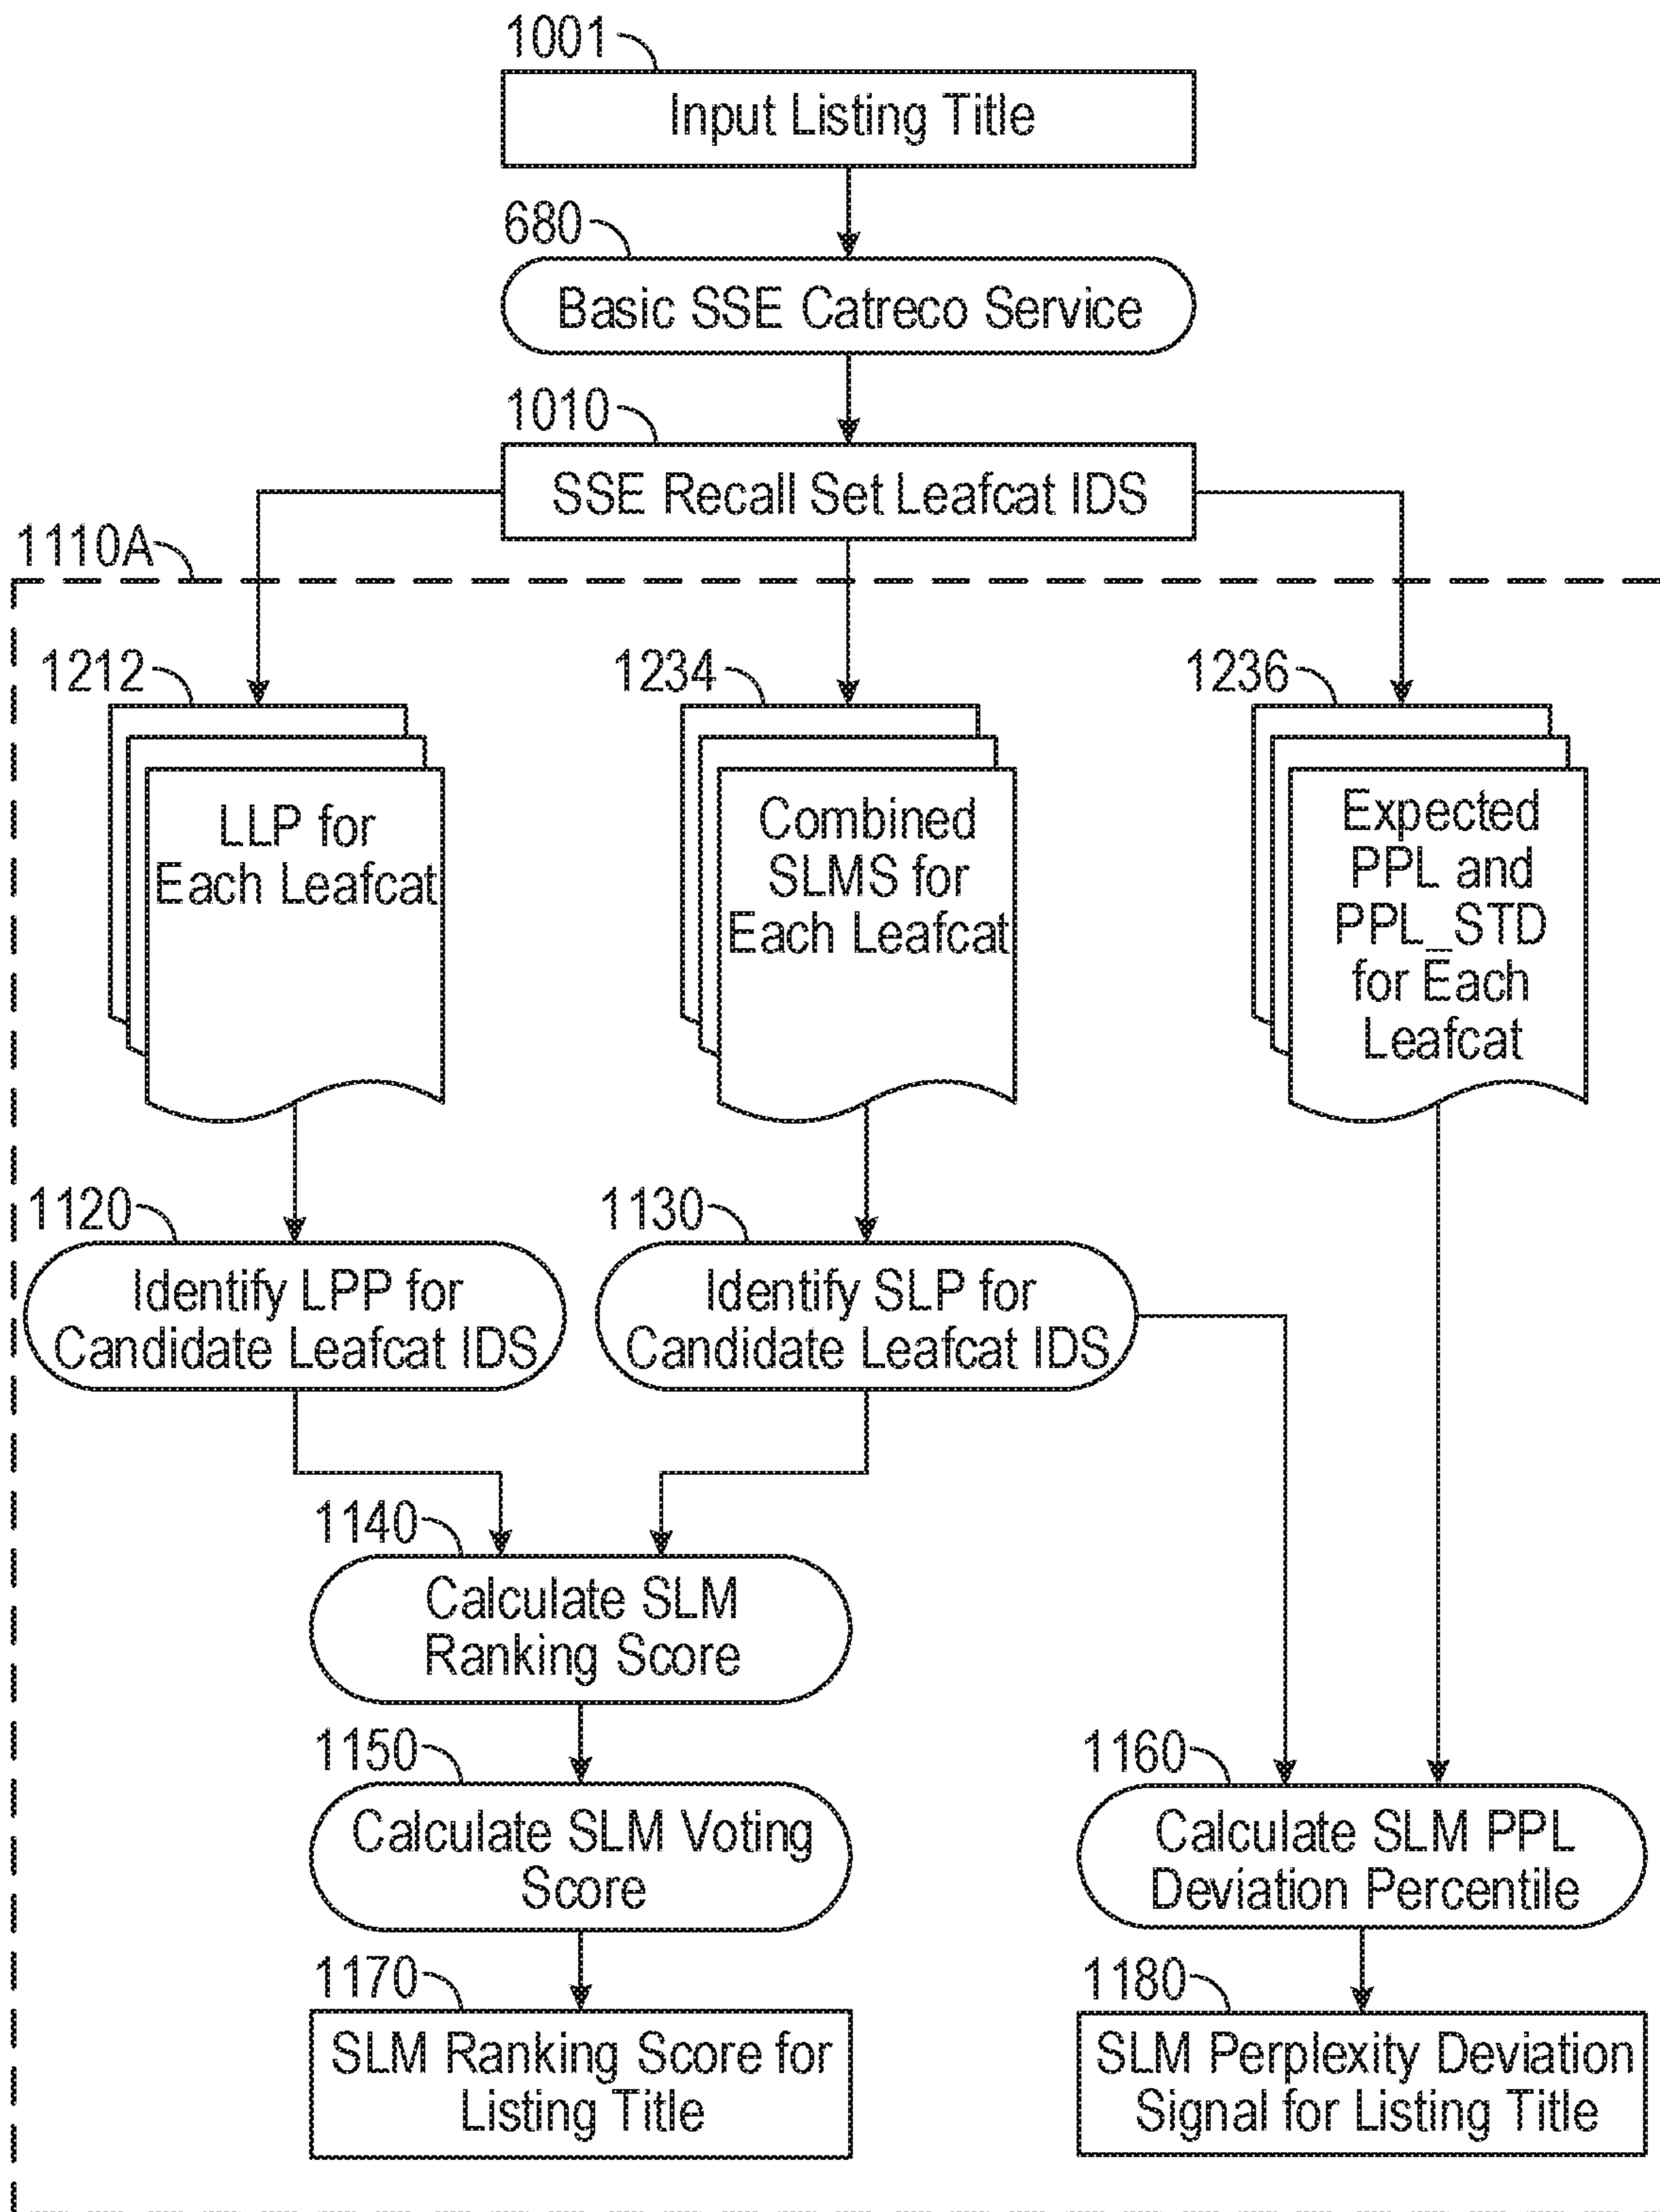 1001
Input Listing Title
680
Basic SSE Catreco Service
1010
SSE Recall Set Leafcat IDS
1110A
1212
LLP for
Each Leafcat
1234
Combined
SLMS for
Each Leafcat
1236
Expected
PPL and
PPL_STD
for Each
Leafcat
1120
Identify LPP for
Candidate Leafcat IDS
1130
Identify SLP for
Candidate Leafcat IDS
1140
Calculate SLM
Ranking Score
1150
Calculate SLM Voting
Score
1160
Calculate SLM PPL
Deviation Percentile
1170
SLM Ranking Score for
Listing Title
1180
SLM Perplexity Deviation
Signal for Listing Title